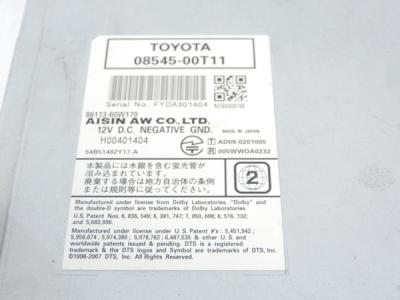 TOYOTA
08545-00T11
Serial No. FYDA301404
86113-60W170
AISIN AW CO., LTD.
12V D.C. NEGATIVE GND.
MADE IN JAPAN
H00401404
AD09-0201005
54B51482Y17-A
005WWDA0232
本製品には水銀を含む蛍光管が
組み込まれています。
廃棄する場合は地方自治体の条例
または規則等に従ってください。
2
Manufactured under license from Dolby Laboratories. "Dolby" and
the double-D symbol are trademarks of Dolby Laboratories.
U.S. Patent Nos. 6, 836, 549; 6, 381, 747; 7, 050, 698; 6, 516, 132;
and 5,583,936.
Manufactured under license under U.S. Patent #'s: 5,451,942;
5,956,674; 5,974,380; 5,978,762; 6,487,535 & other U.S. and
worldwide patents issued & pending. DTS is a registered
trademark & the DTS logos and Symbol are trademarks of DTS, Inc.
©1996-2007 DTS, Inc. All Rights Reserved.